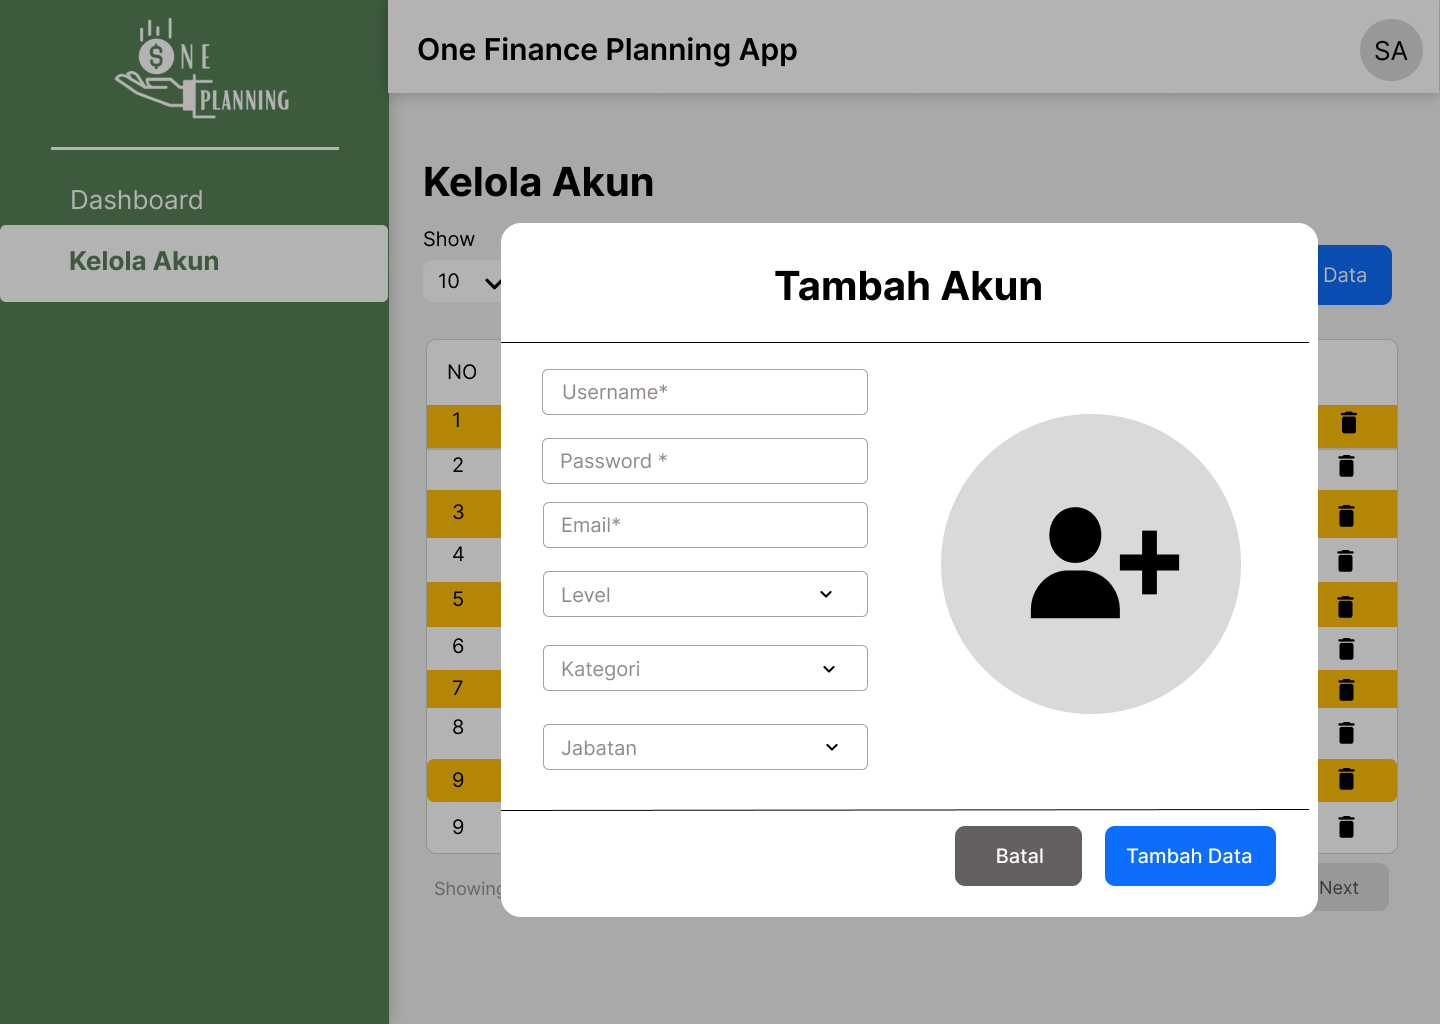 $ NE
PLANNING
One Finance Planning App
SA
Dashboard
Kelola Akun
Kelola Akun
Show
10
Data
NO
1
2
3
4
5
6
7
8
9
9
Showing
Next
Tambah Akun
Username*
Password *
Email*
Level
Kategori
Jabatan
Batal
Tambah Data